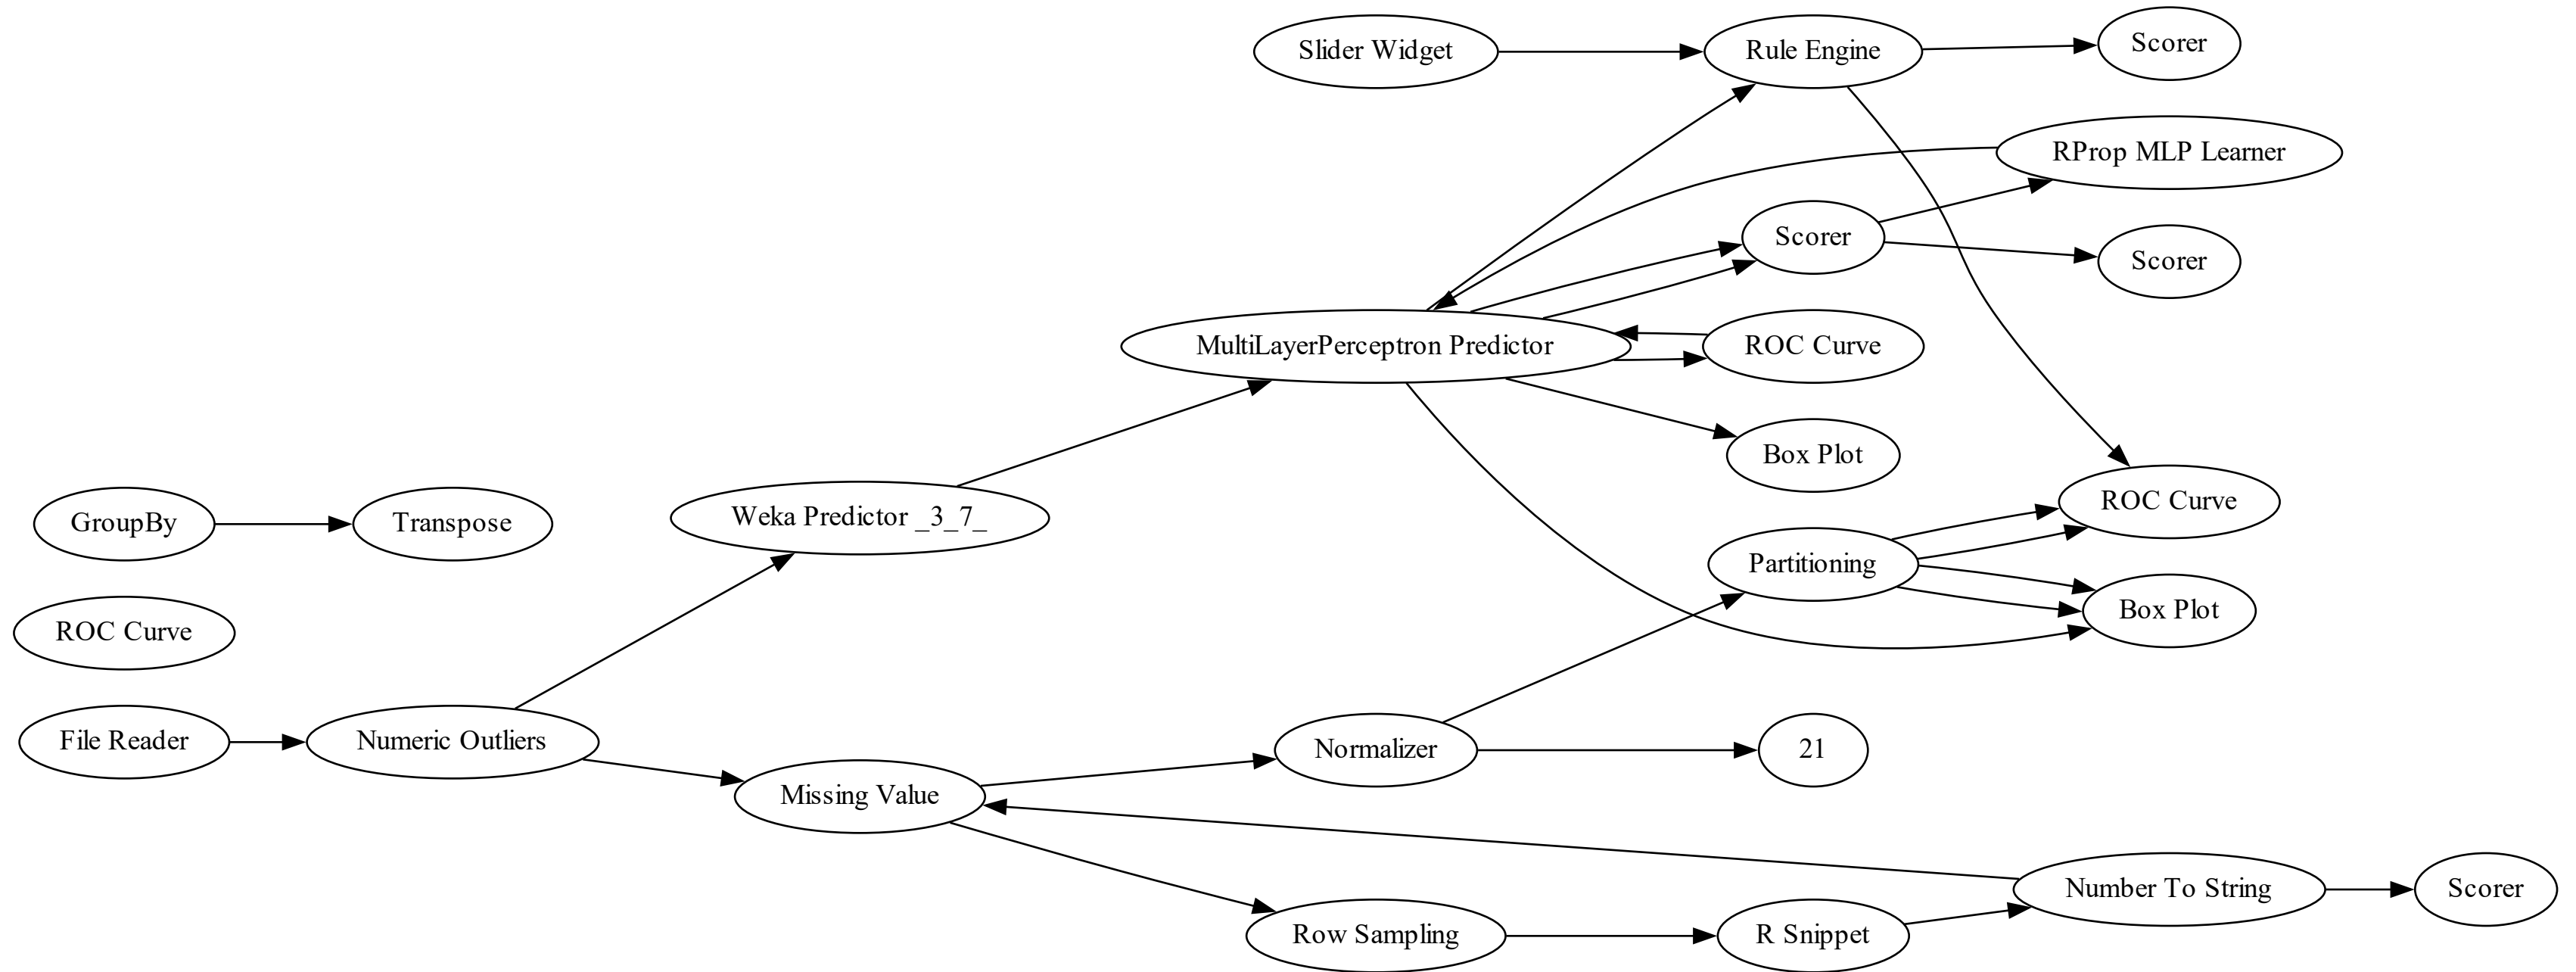 Slider Widget
Rule Engine
Scorer
RProp MLP Learner
Scorer
Scorer
MultiLayerPerceptron Predictor
ROC Curve
Box Plot
ROC Curve
GroupBy
Transpose
Weka Predictor _3_7_
Partitioning
Box Plot
ROC Curve
File Reader
Numeric Outliers
Normalizer
21
Missing Value
Number To String
Scorer
Row Sampling
R Snippet